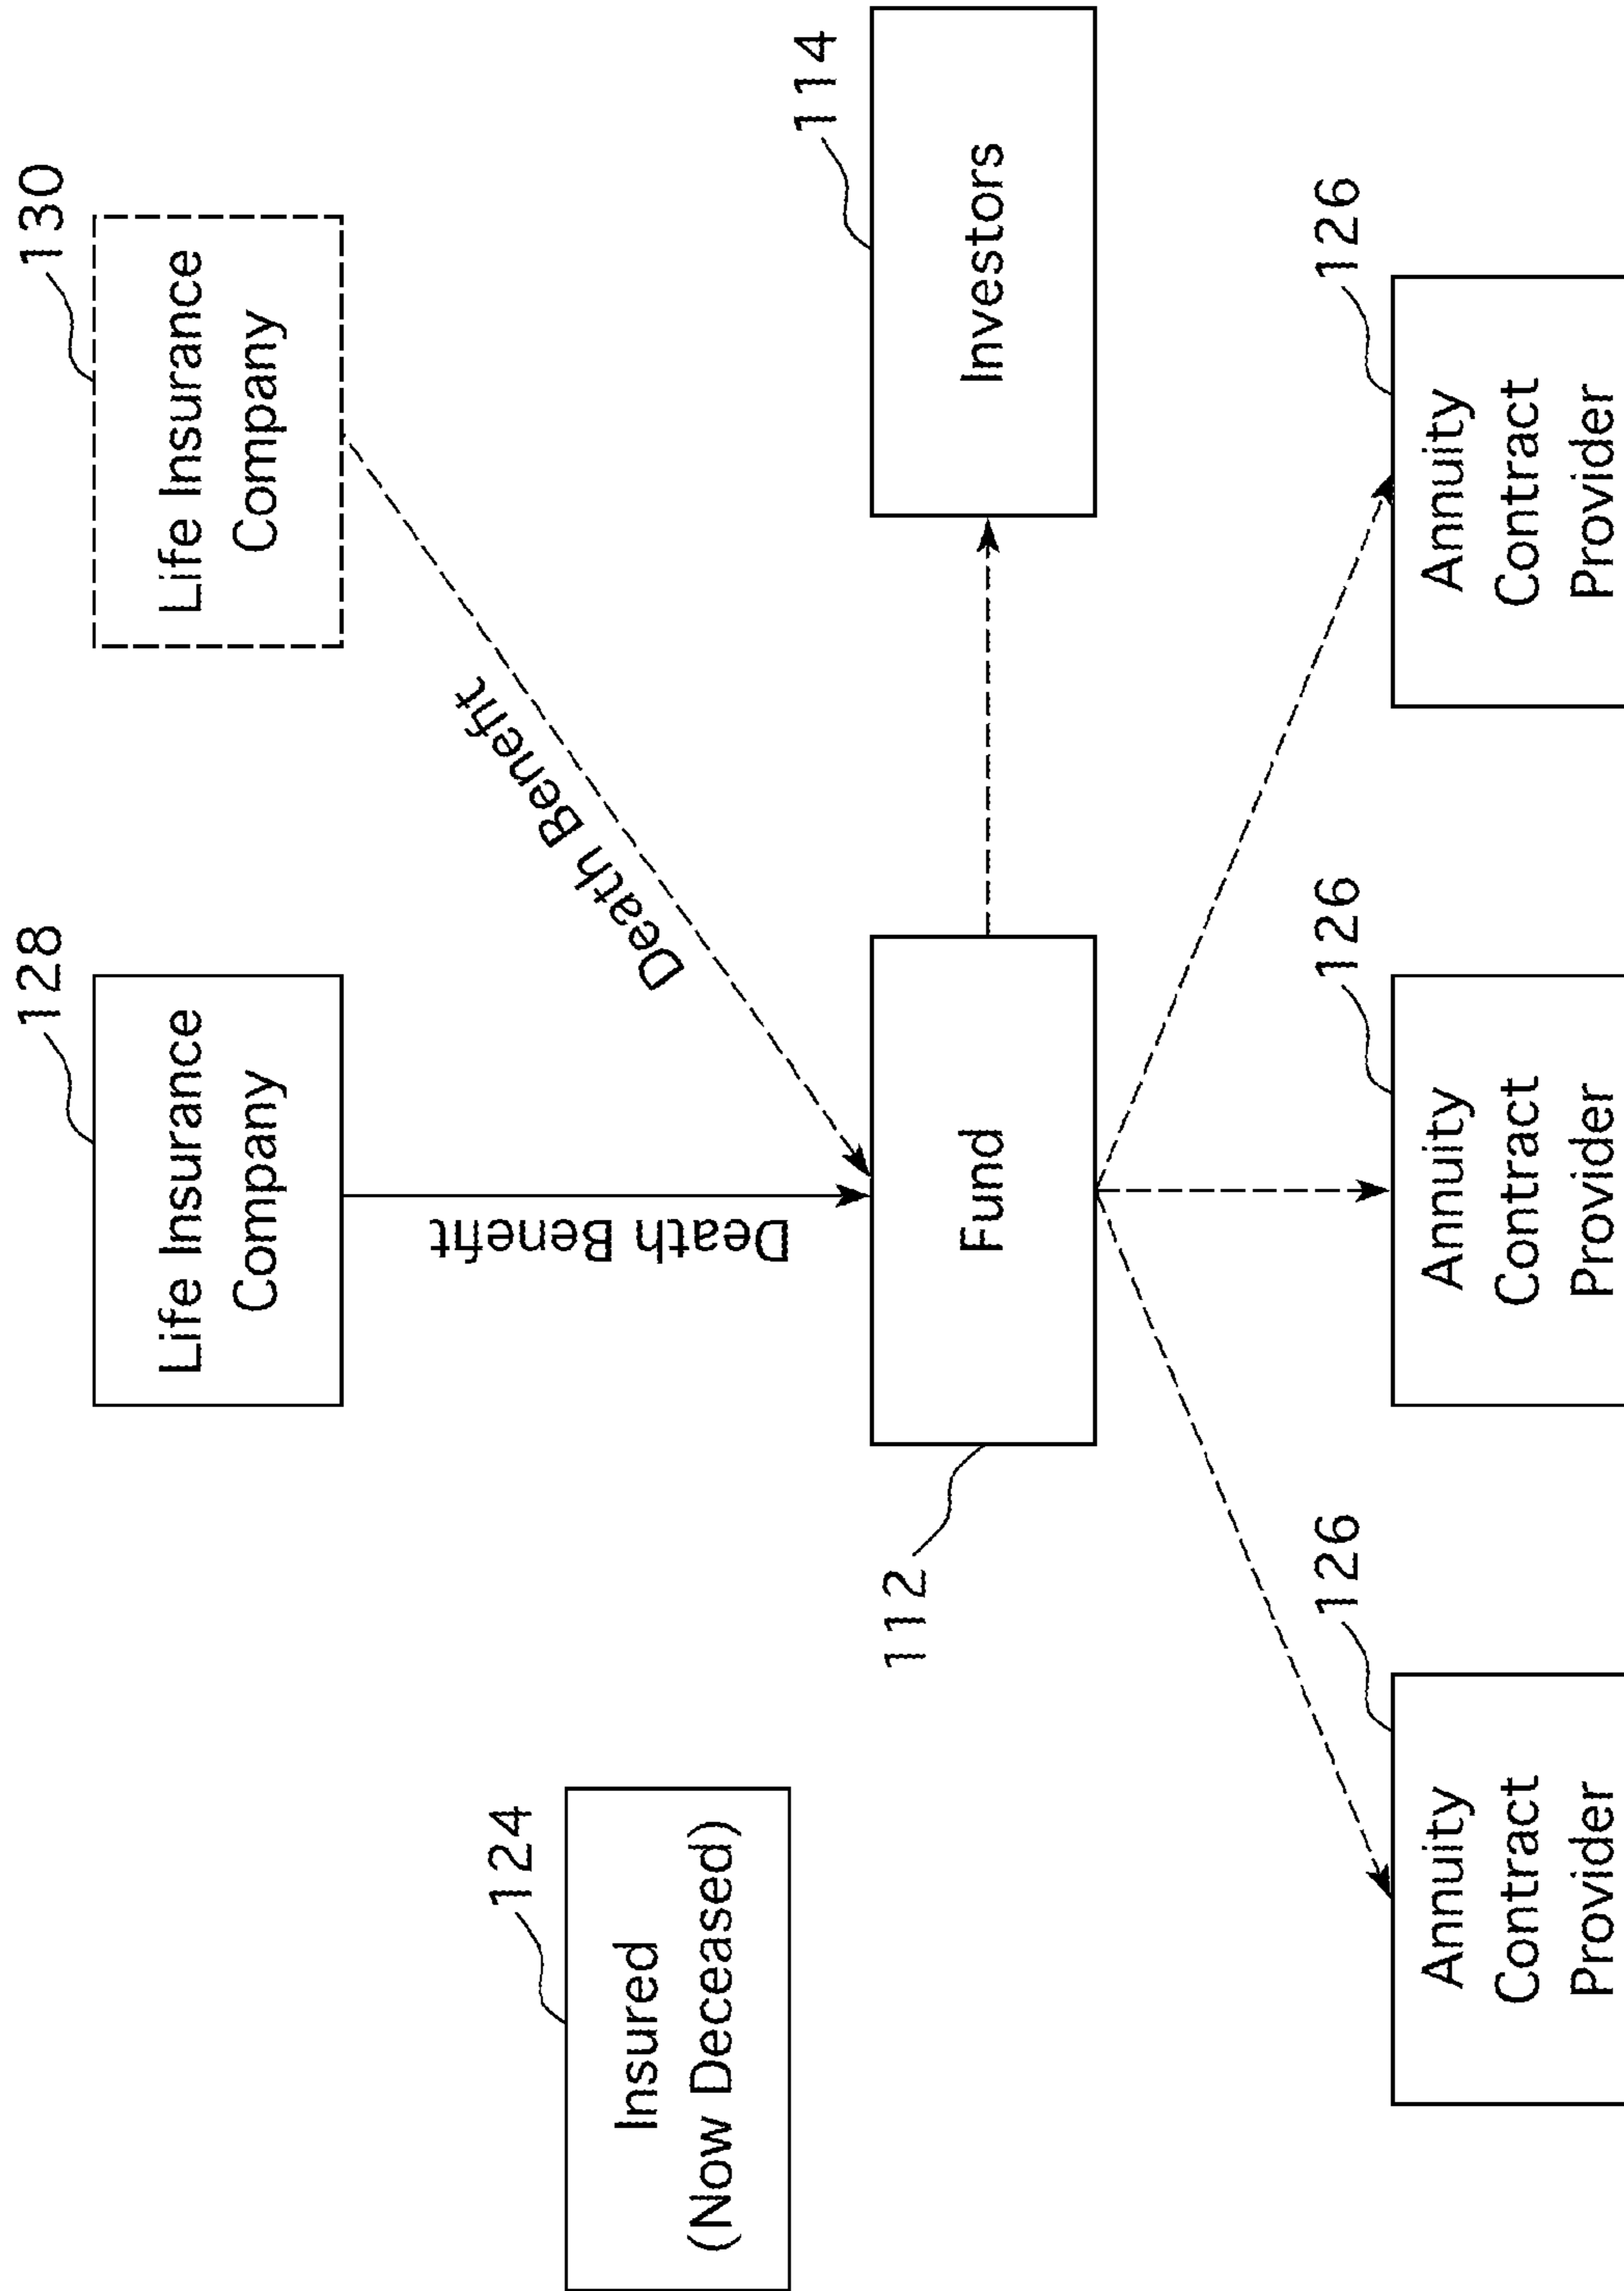 128
130
Life Insurance
Company
Life Insurance
Company
124
Insured
(Now Deceased)
Death Benefit
Death Benefit
114
112
Fund
Investors
126
126
126
Annuity
Contract
Provider
Annuity
Contract
Provider
Annuity
Contract
Provider